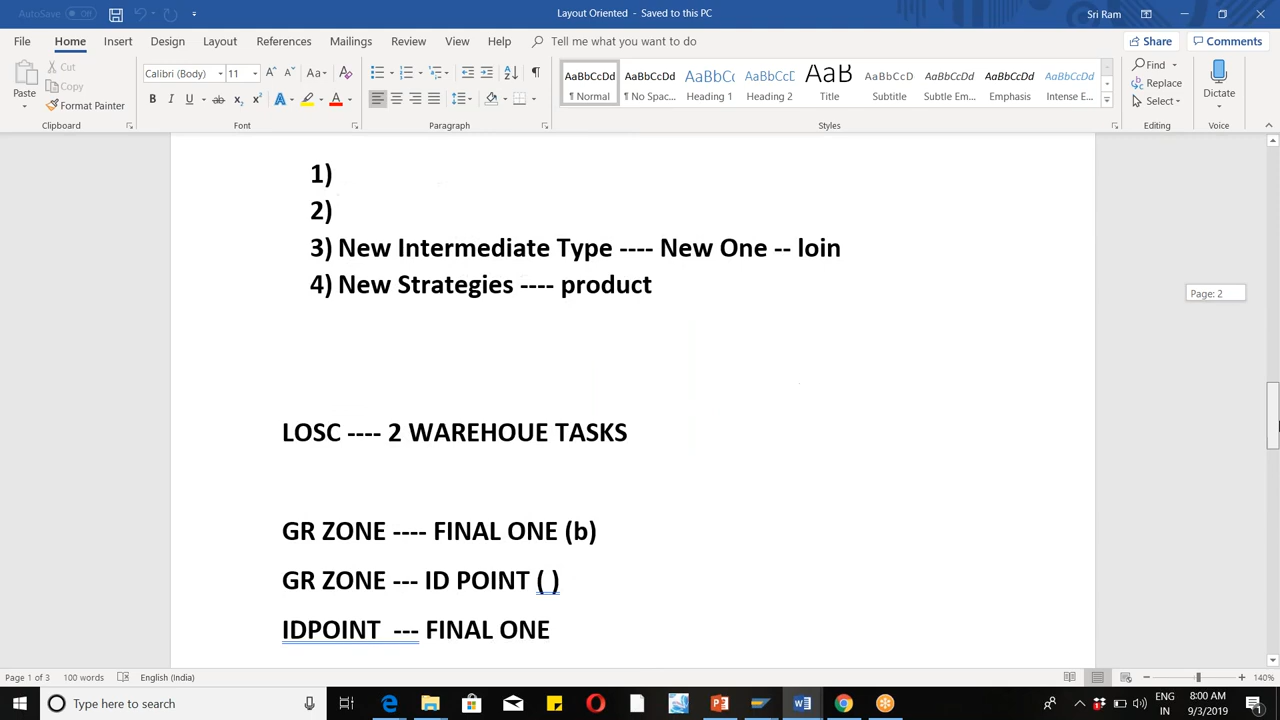 AutoSave Off
Layout Oriented - Saved to this PC
Sri Ram
File Home Insert Design Layout References Mailings Review View Help Tell me what you want to do Share Comments
Paste Cut Copy Format Painter
Calibri (Body) 11
AaBbCcDd AaBbCcDd AaBbCc AaBbCcD AaB AaBbCcDd AaBbCcDd AaBbCcDd AaBbCcDd
¶ Normal ¶ No Spac... Heading 1 Heading 2 Title Subtitle Subtle Em... Emphasis Intense E...
Find Replace Select
Dictate
Clipboard Font Paragraph Styles Editing Voice
1)
2)
3) New Intermediate Type ---- New One -- loin
4) New Strategies ---- product
Page: 2
LOSC ---- 2 WAREHOUE TASKS
GR ZONE ---- FINAL ONE (b)
GR ZONE --- ID POINT ( )
IDPOINT --- FINAL ONE
Page 1 of 3 100 words English (India) 140%
Type here to search
ENG IN
8:00 AM
9/3/2019